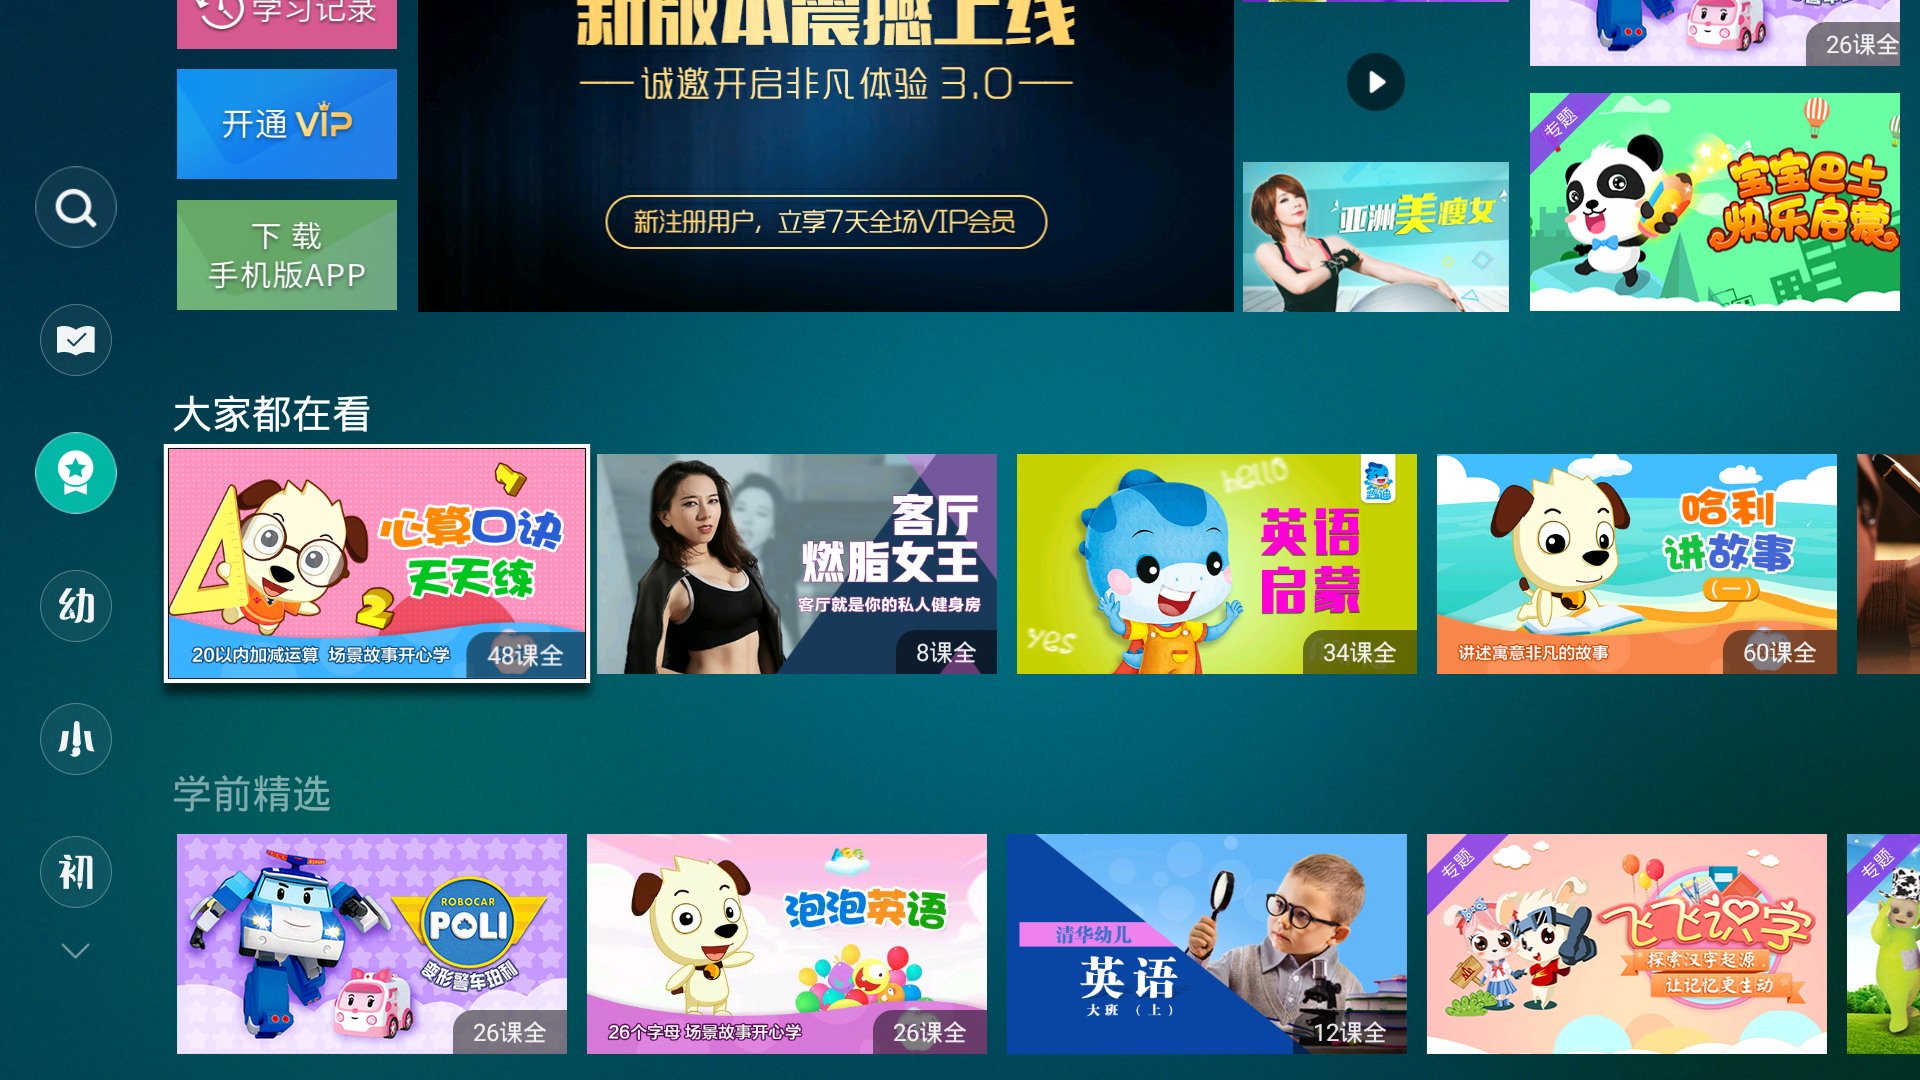 学习记录
开通 VIP
下 载
手机版APP
新版本震撼上线
诚邀开启非凡体验 3.0
新注册用户，立享7天全场VIP会员
亚洲美瘦女
26课全
专题
宝宝巴士
快乐启蒙
幼
小
初
大家都在看
1
心算口诀
天天练
2
20以内加减运算 场景故事开心学
48课全
客厅
燃脂女王
客厅就是你的私人健身房
8课全
hello
英语
启蒙
yes
34课全
哈利
讲故事
（一）
讲述寓意非凡的故事
60课全
学前精选
ROBOCAR
POLI
变形警车珀利
26课全
ABC
泡泡英语
26个字母 场景故事开心学
26课全
清华幼儿
英语
大班（上）
12课全
专题
飞飞识字
探索汉字起源
让记忆更生动
专题